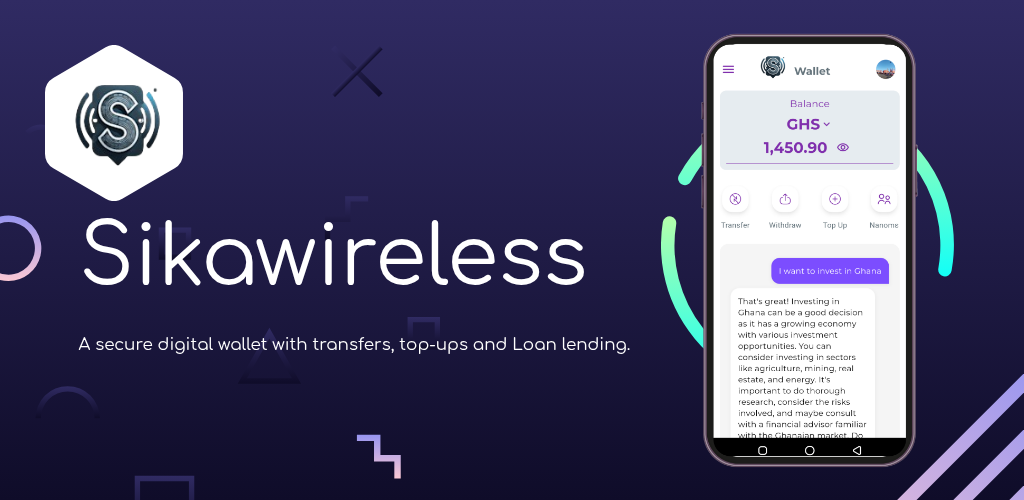 S
Sikawireless
A secure digital wallet with transfers, top-ups and Loan lending.
S
Wallet
Balance
GHS
1,450.90
Transfer Withdraw Top Up Nanoms
I want to invest in Ghana
That's great! Investing in
Ghana can be a good decision
as it has a growing economy
with various investment
opportunities. You can
consider investing in sectors
like agriculture, mining, real
estate, and energy. It's
important to do thorough
research, consider the risks
involved, and maybe consult
with a financial advisor familiar
with the Ghanaian market. Do